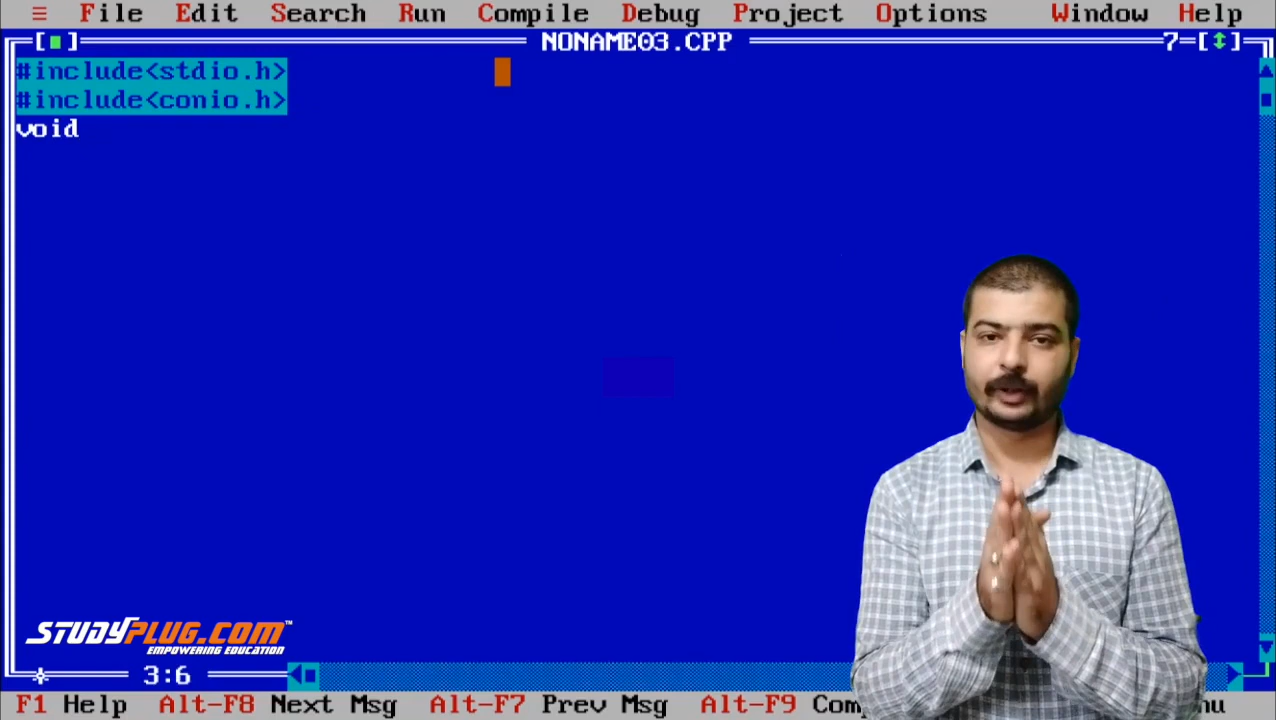 ≡ File Edit Search Run Compile Debug Project Options Window Help
NONAME03.CPP 7
#include<stdio.h>
#include<conio.h>
void
STUDYPLUG.COM™
EMPOWERING EDUCATION
3:6
F1 Help Alt-F8 Next Msg Alt-F7 Prev Msg Alt-F9